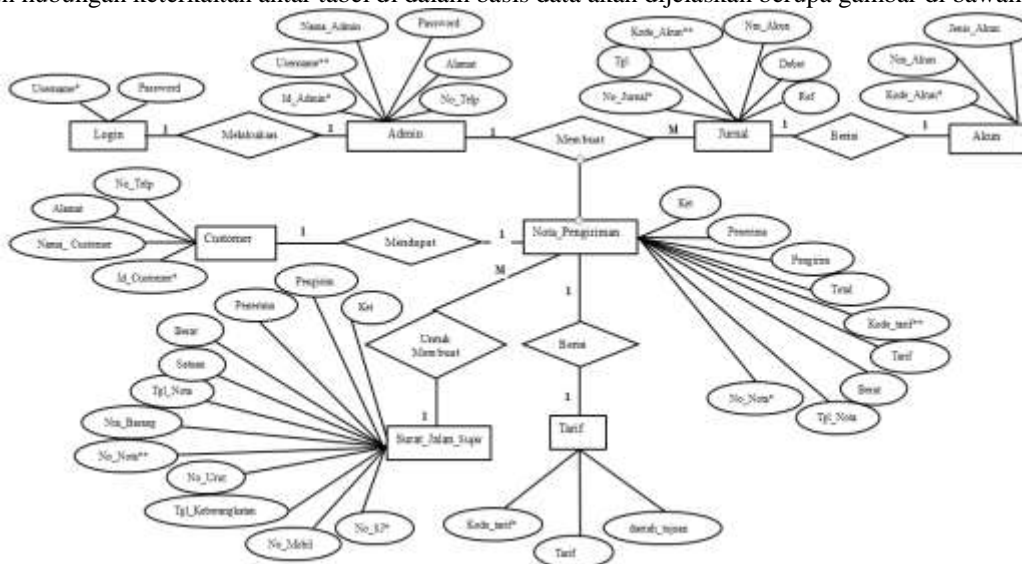 hubungan keterkaitan antar tabel di dalam basis data akan dijelaskan berupa gambar di bawah
Nama_Admin
Password
Username**
Alamat
Id_Admin*
No_Telp
Kode_Akun**
Nm_Akun
Tgl
Debet
No_Jurnal*
Ref
Jenis_Akun
Nm_Akun
Kode_Akun*
Username*
Password
Login
1
Melakukan
1
Admin
1
Membuat
M
Jurnal
1
Berisi
1
Akun
No_Telp
Alamat
Nama_ Customer
Id_Customer*
Customer
1
Mendapat
1
Nota_Pengiriman
Ket
Penerima
Pengirim
Total
Kode_tarif**
Tarif
Berat
Tgl_Nota
No_Nota*
M
1
Untuk
Membuat
Berisi
1
1
Surat_Jalan_Supir
Tarif
Pengirim
Penerima
Ket
Berat
Satuan
Tgl_Nota
Nm_Barang
No_Nota**
No_Urut
Tgl_Keberangkatan
No_Mobil
No_SJ*
Kode_tarif*
Tarif
daerah_tujuan